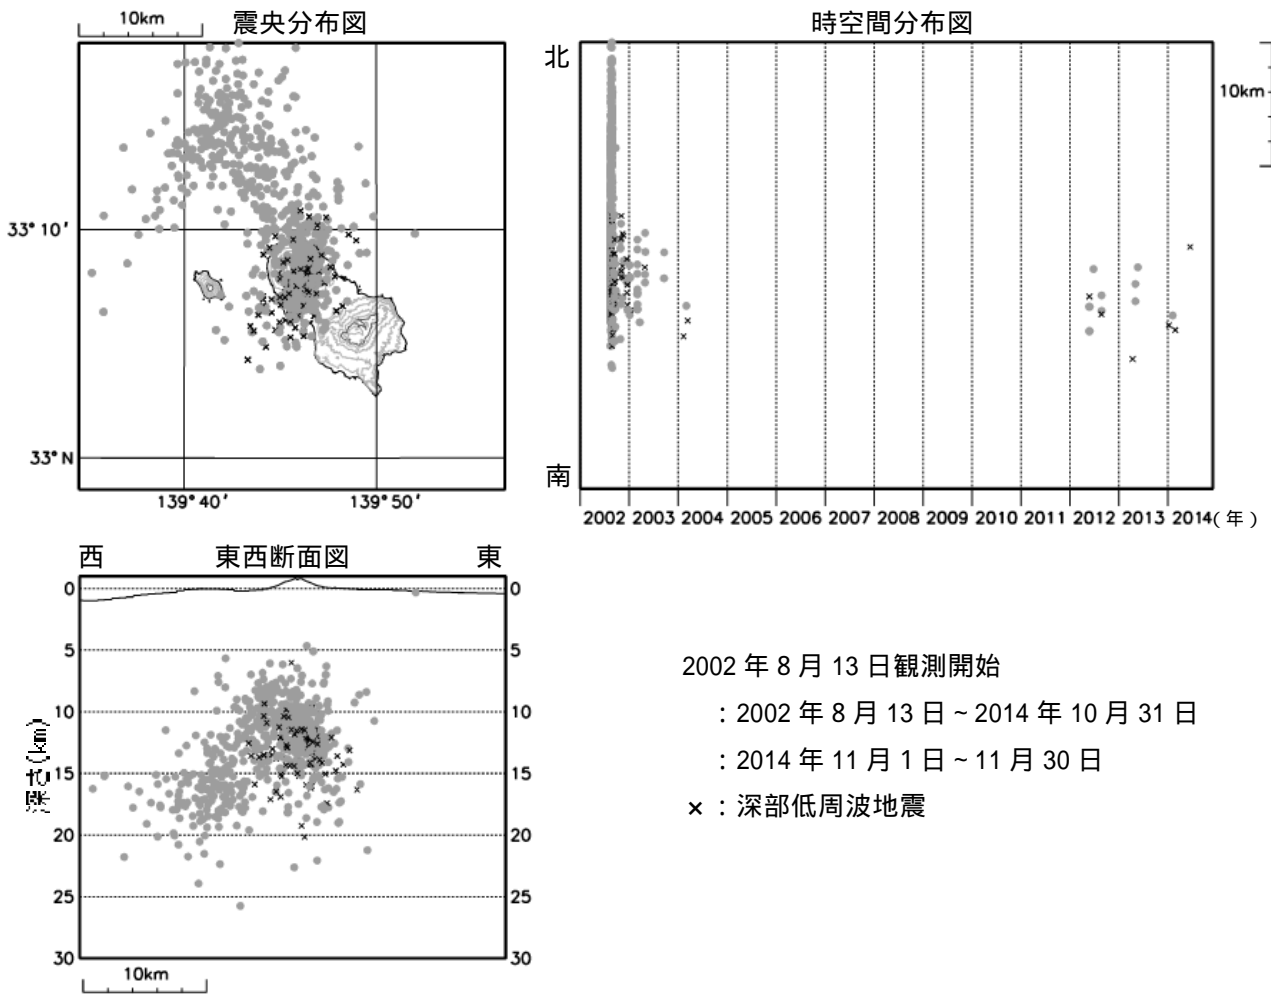 10km
震央分布図
33°10′
33°N
139°40′ 139°50′
時空間分布図
北
10km
南
2002 2003 2004 2005 2006 2007 2008 2009 2010 2011 2012 2013 2014(年)
西 東西断面図 東
0 0
5 5
10 10
15 15
20 20
25 25
30 30
深さ(km)
10km
2002 年 8 月 13 日観測開始
:2002 年 8 月 13 日~2014 年 10 月 31 日
:2014 年 11 月 1 日~11 月 30 日
×:深部低周波地震